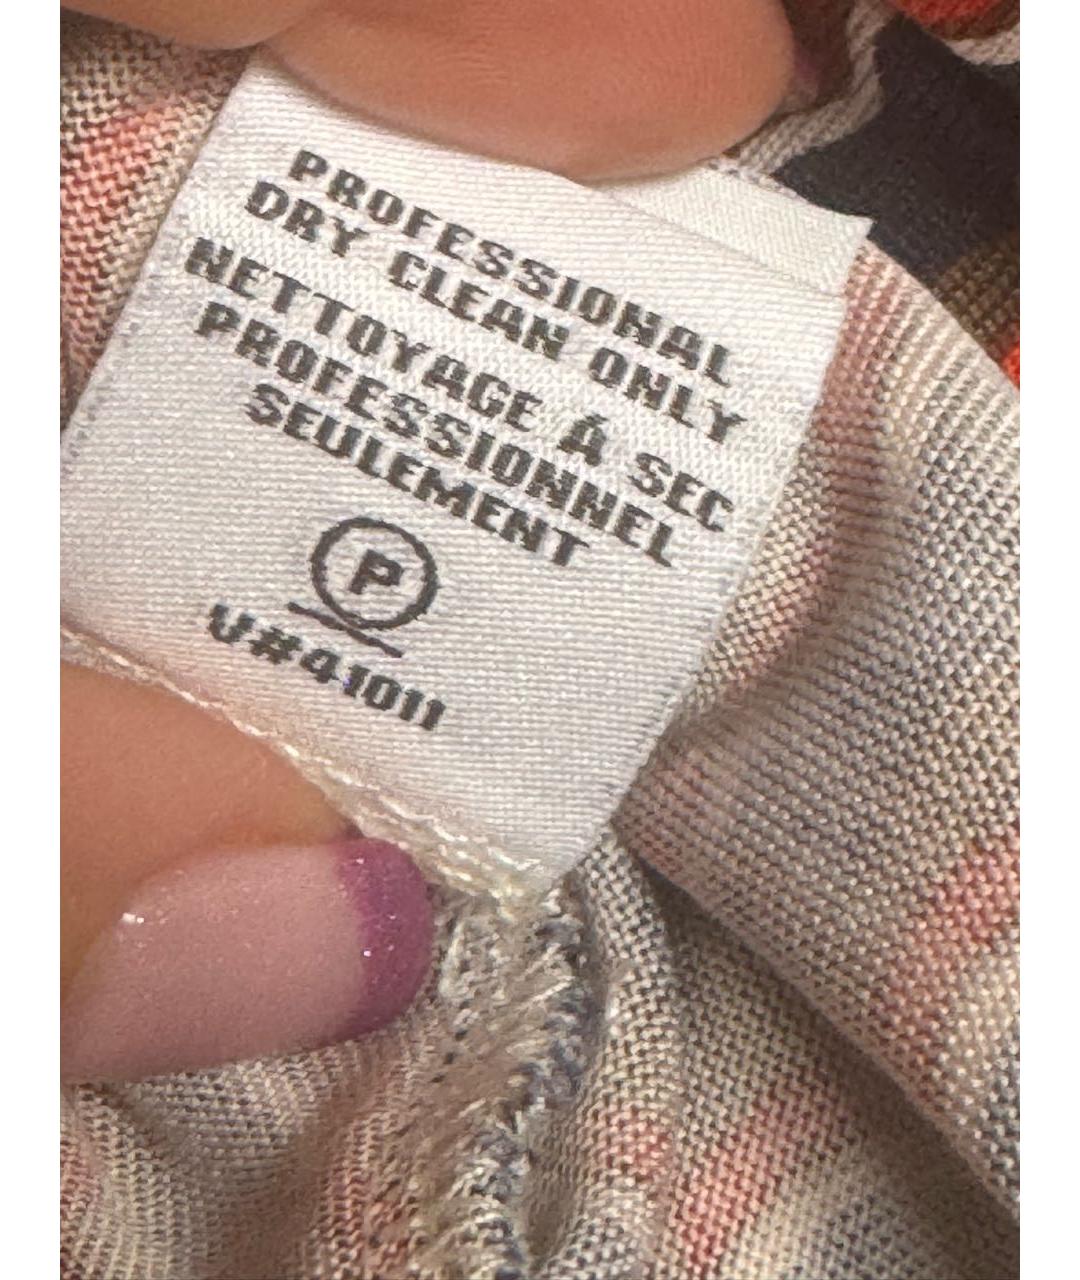 PROFESSIONAL
DRY CLEAN ONLY
NETTOYAGE À SEC
PROFESSIONNEL
SEULEMENT
P
V#41011